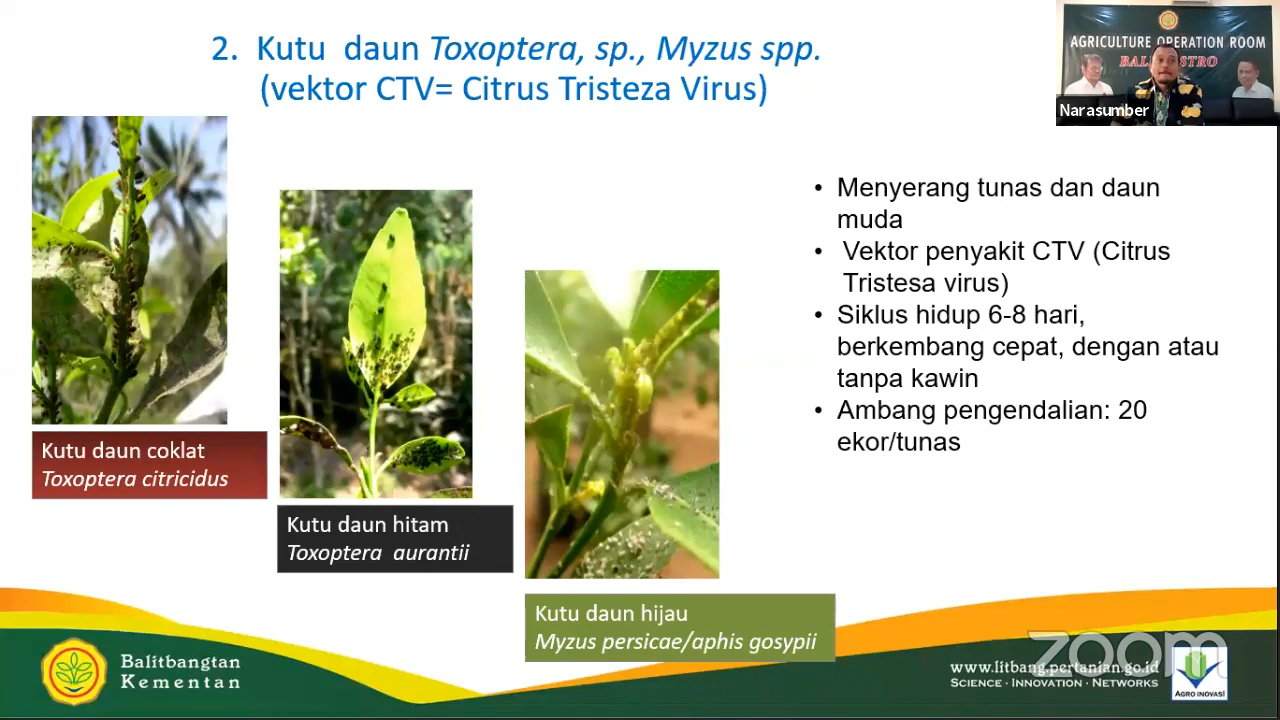 2. Kutu daun Toxoptera, sp., Myzus spp.
(vektor CTV= Citrus Tristeza Virus)
AGRICULTURE OPERATION ROOM
Narasumber
Menyerang tunas dan daun
muda
Vektor penyakit CTV (Citrus
Tristesa virus)
Siklus hidup 6-8 hari,
berkembang cepat, dengan atau
tanpa kawin
Ambang pengendalian: 20
ekor/tunas
Kutu daun coklat
Toxoptera citricidus
Kutu daun hitam
Toxoptera aurantii
Kutu daun hijau
Myzus persicae/aphis gosypii
Balitbangtan
Kementan
zoom
www.litbang.pertanian.go.id
SCIENCE . INNOVATION . NETWORKS
AGRO INOVASI